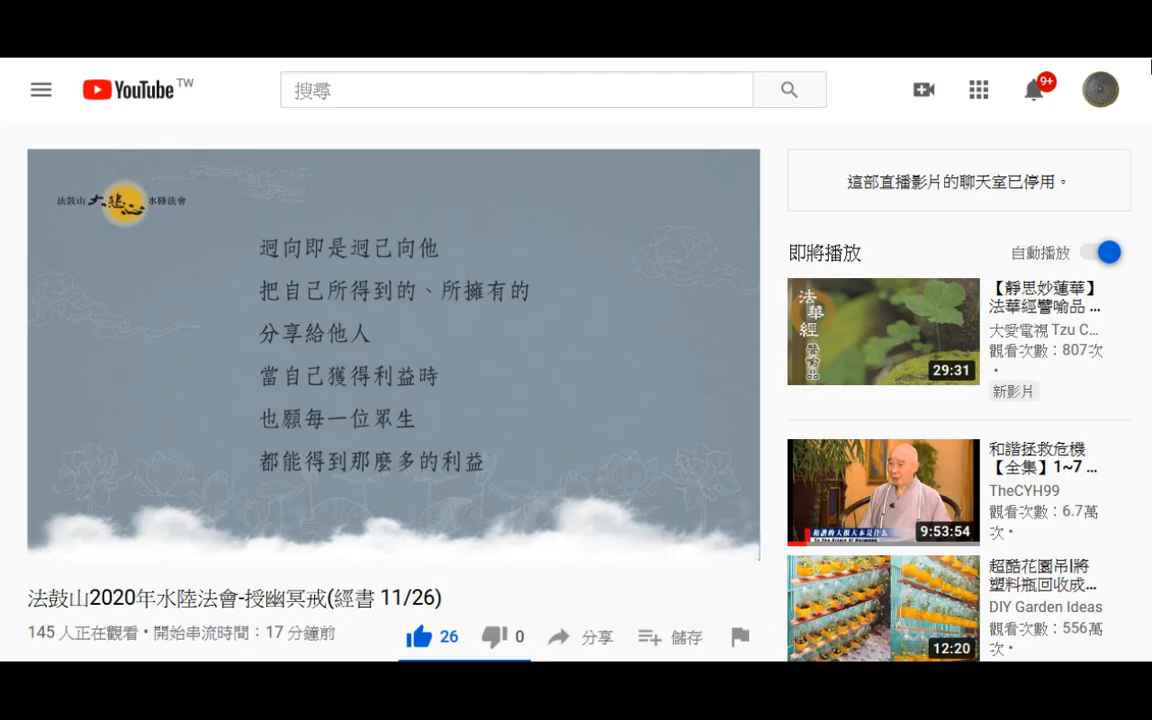 YouTube TW
搜尋
9+
法鼓山 大悲心 水陸法會
迴向即是迴己向他
把自己所得到的、所擁有的
分享給他人
當自己獲得利益時
也願每一位眾生
都能得到那麼多的利益
法鼓山2020年水陸法會-授幽冥戒(經書 11/26)
145 人正在觀看 • 開始串流時間：17 分鐘前
26
0
分享
儲存
這部直播影片的聊天室已停用。
即將播放
自動播放
法華經
譬喻品
29:31
【靜思妙蓮華】
法華經譬喻品 ...
大愛電視 Tzu C...
觀看次數：807次
•
新影片
9:53:54
和諧拯救危機
【全集】1~7 ...
TheCYH99
觀看次數：6.7萬
次 •
12:20
超酷花園吊|將
塑料瓶回收成...
DIY Garden Ideas
觀看次數：556萬
次 •